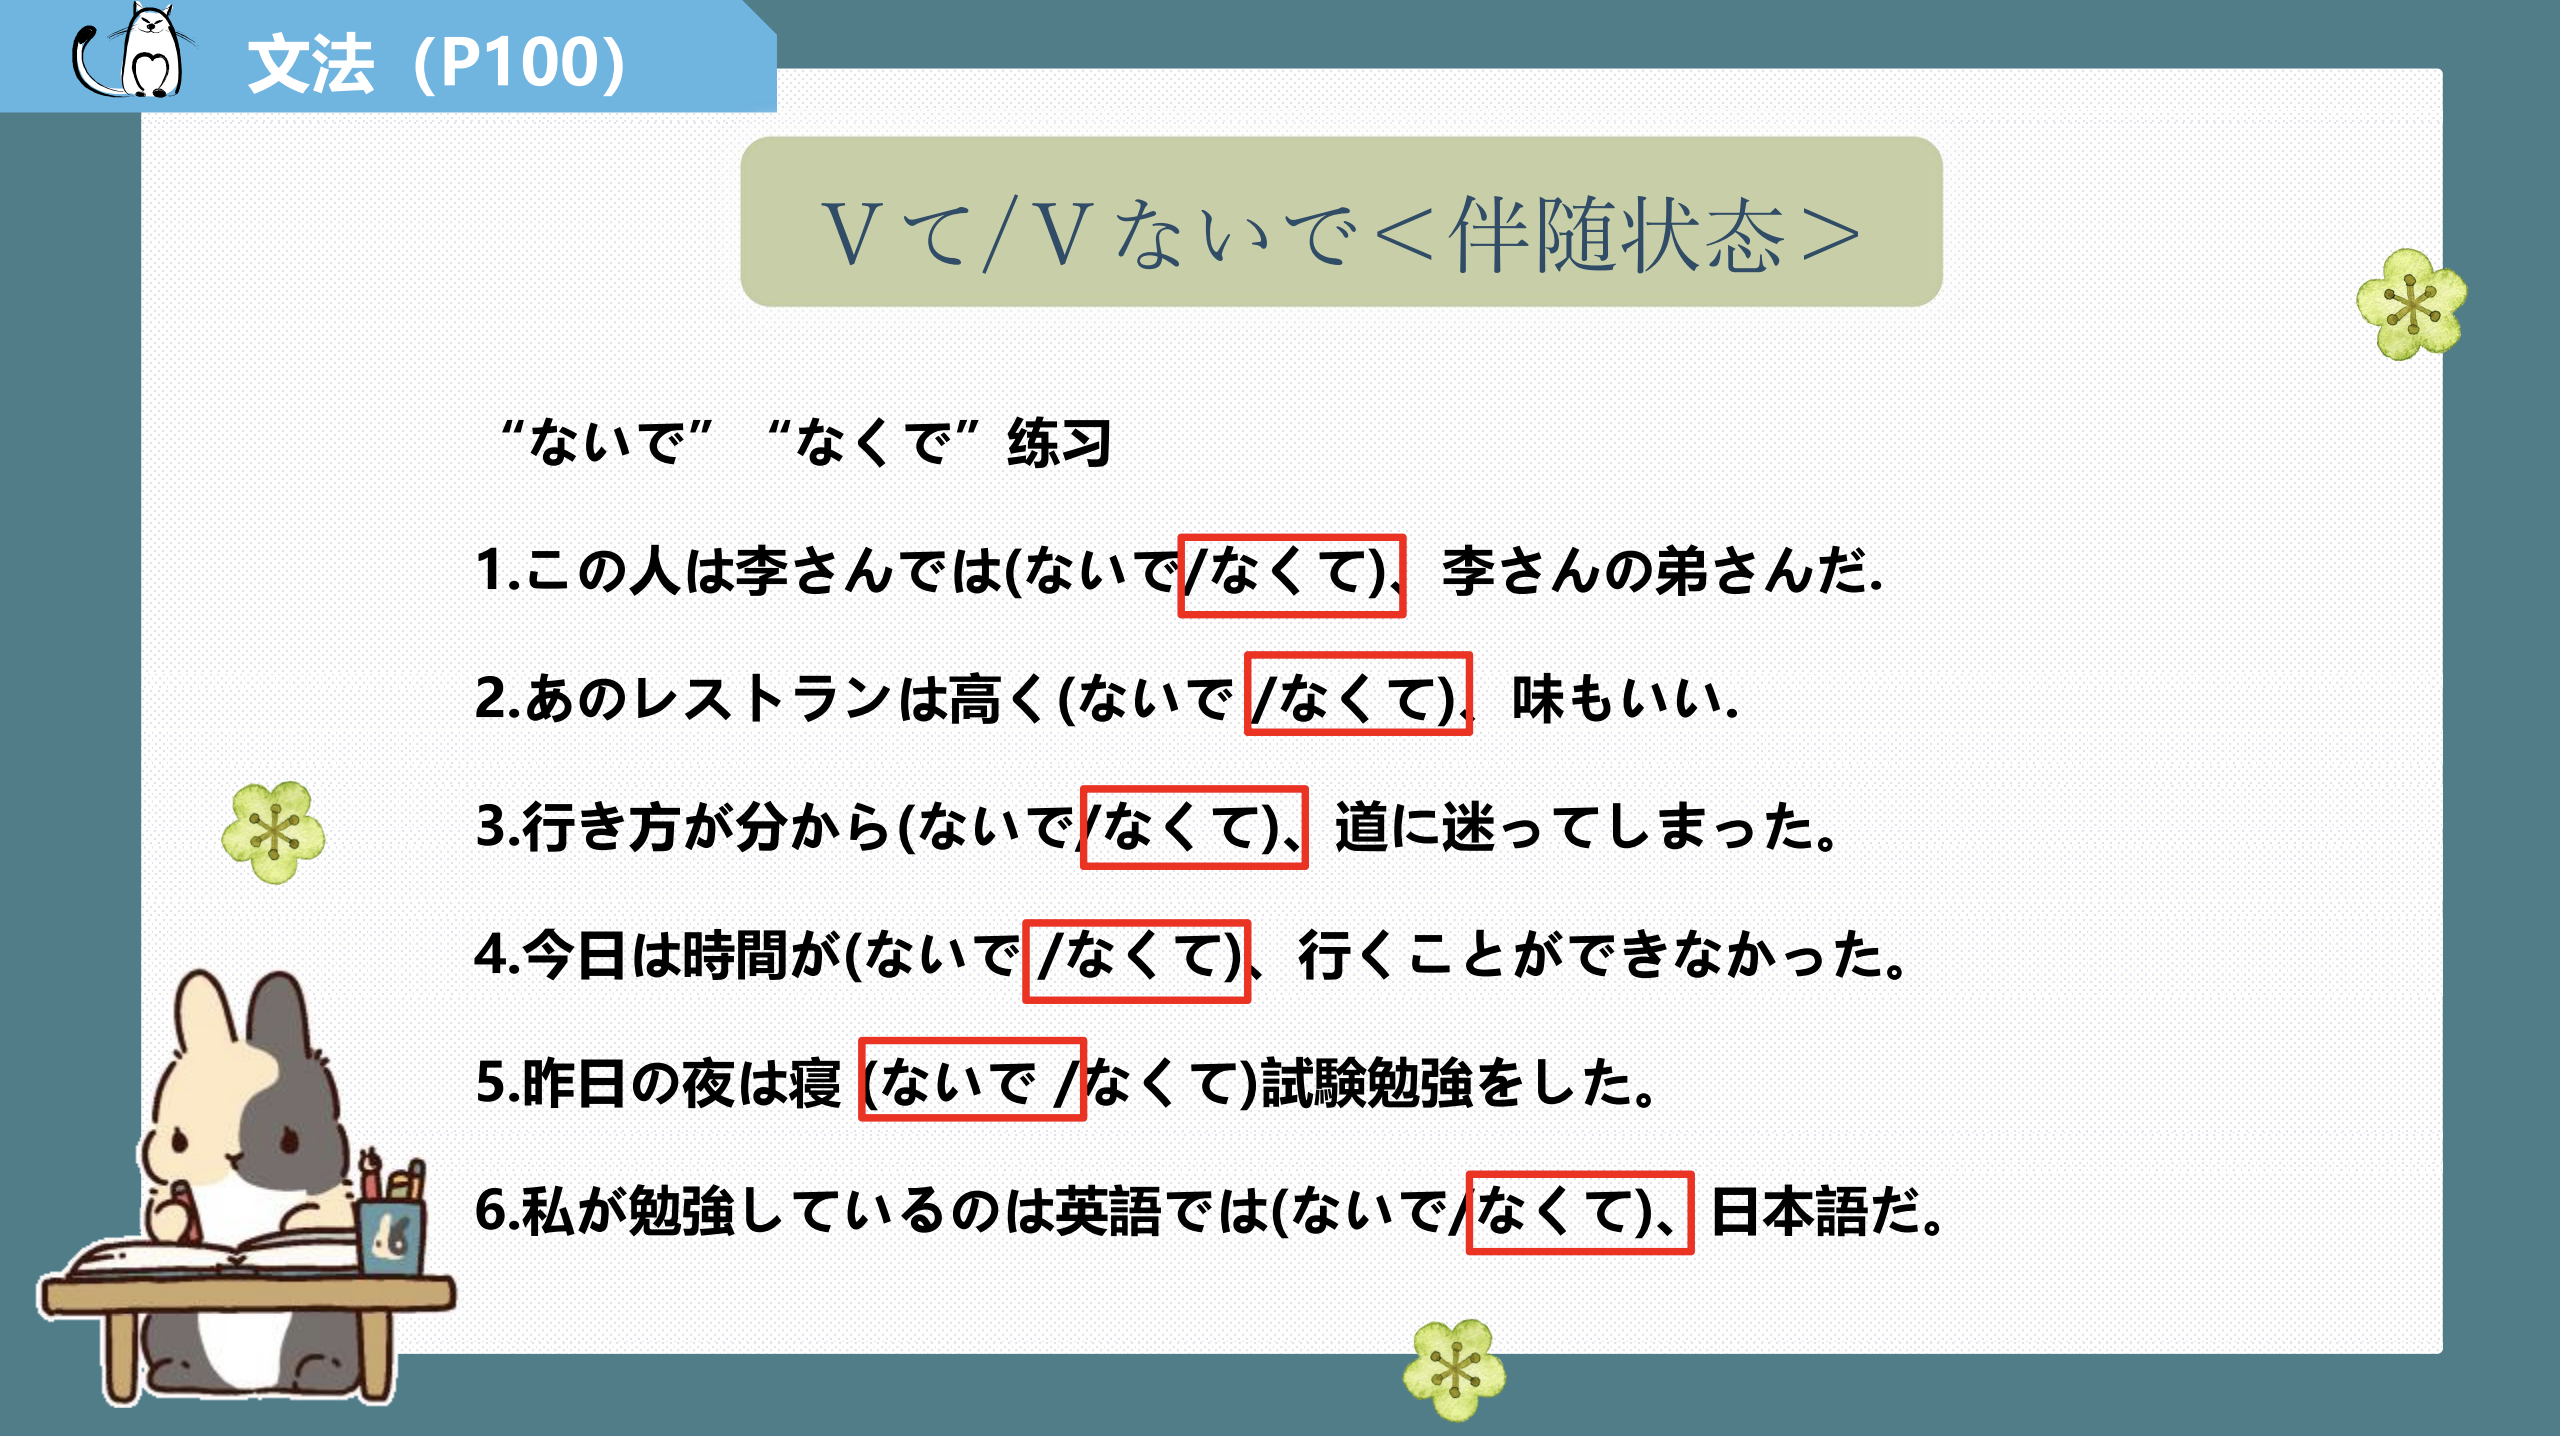 文法（P100）
Ｖて/Ｖないで＜伴随状态＞
“ないで” “なくで” 练习
1.この人は李さんでは(ないで/なくて)、李さんの弟さんだ.
2.あのレストランは高く(ないで /なくて)、味もいい.
3.行き方が分から(ないで/なくて)、道に迷ってしまった。
4.今日は時間が(ないで /なくて)、行くことができなかった。
5.昨日の夜は寝 (ないで /なくて)試験勉強をした。
6.私が勉強しているのは英語では(ないで/なくて)、日本語だ。